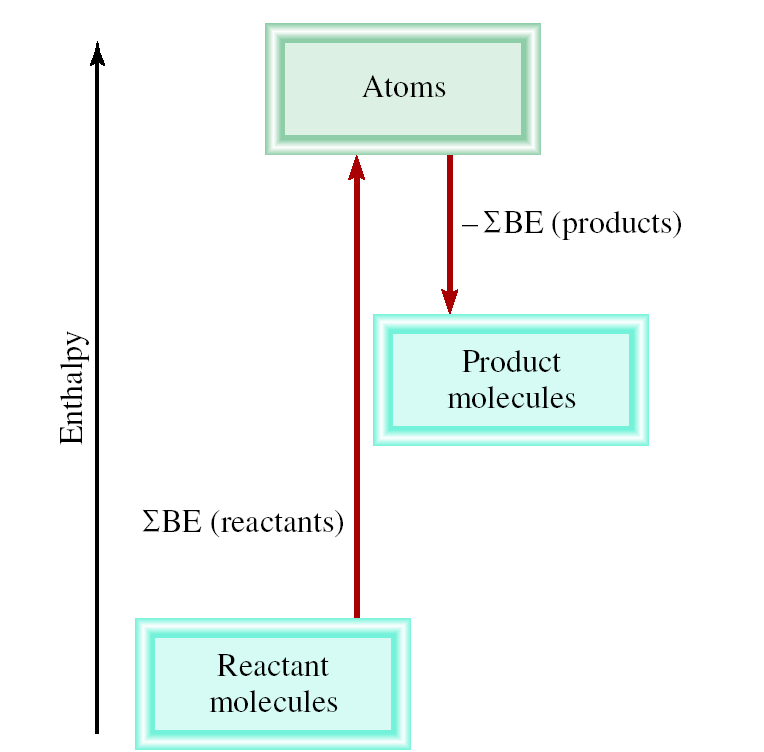 Atoms
– ΣBE (products)
Product
molecules
Enthalpy
ΣBE (reactants)
Reactant
molecules